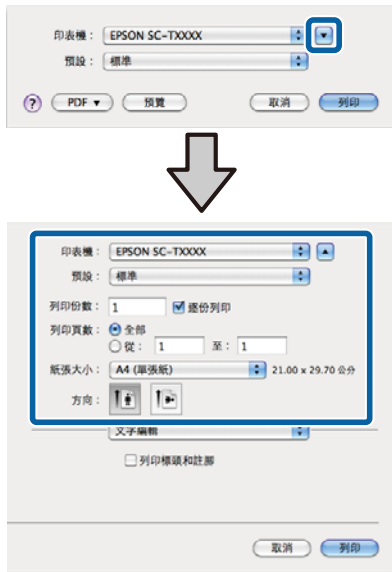 印表機： EPSON SC-TXXXX
預設： 標準
? PDF 預覽 取消 列印
印表機： EPSON SC-TXXXX
預設： 標準
列印份數： 1 逐份列印
列印頁數： 全部
從： 1 至： 1
紙張大小： A4 (單張紙) 21.00 x 29.70 公分
方向：
文字編輯
列印標頭和註腳
取消 列印